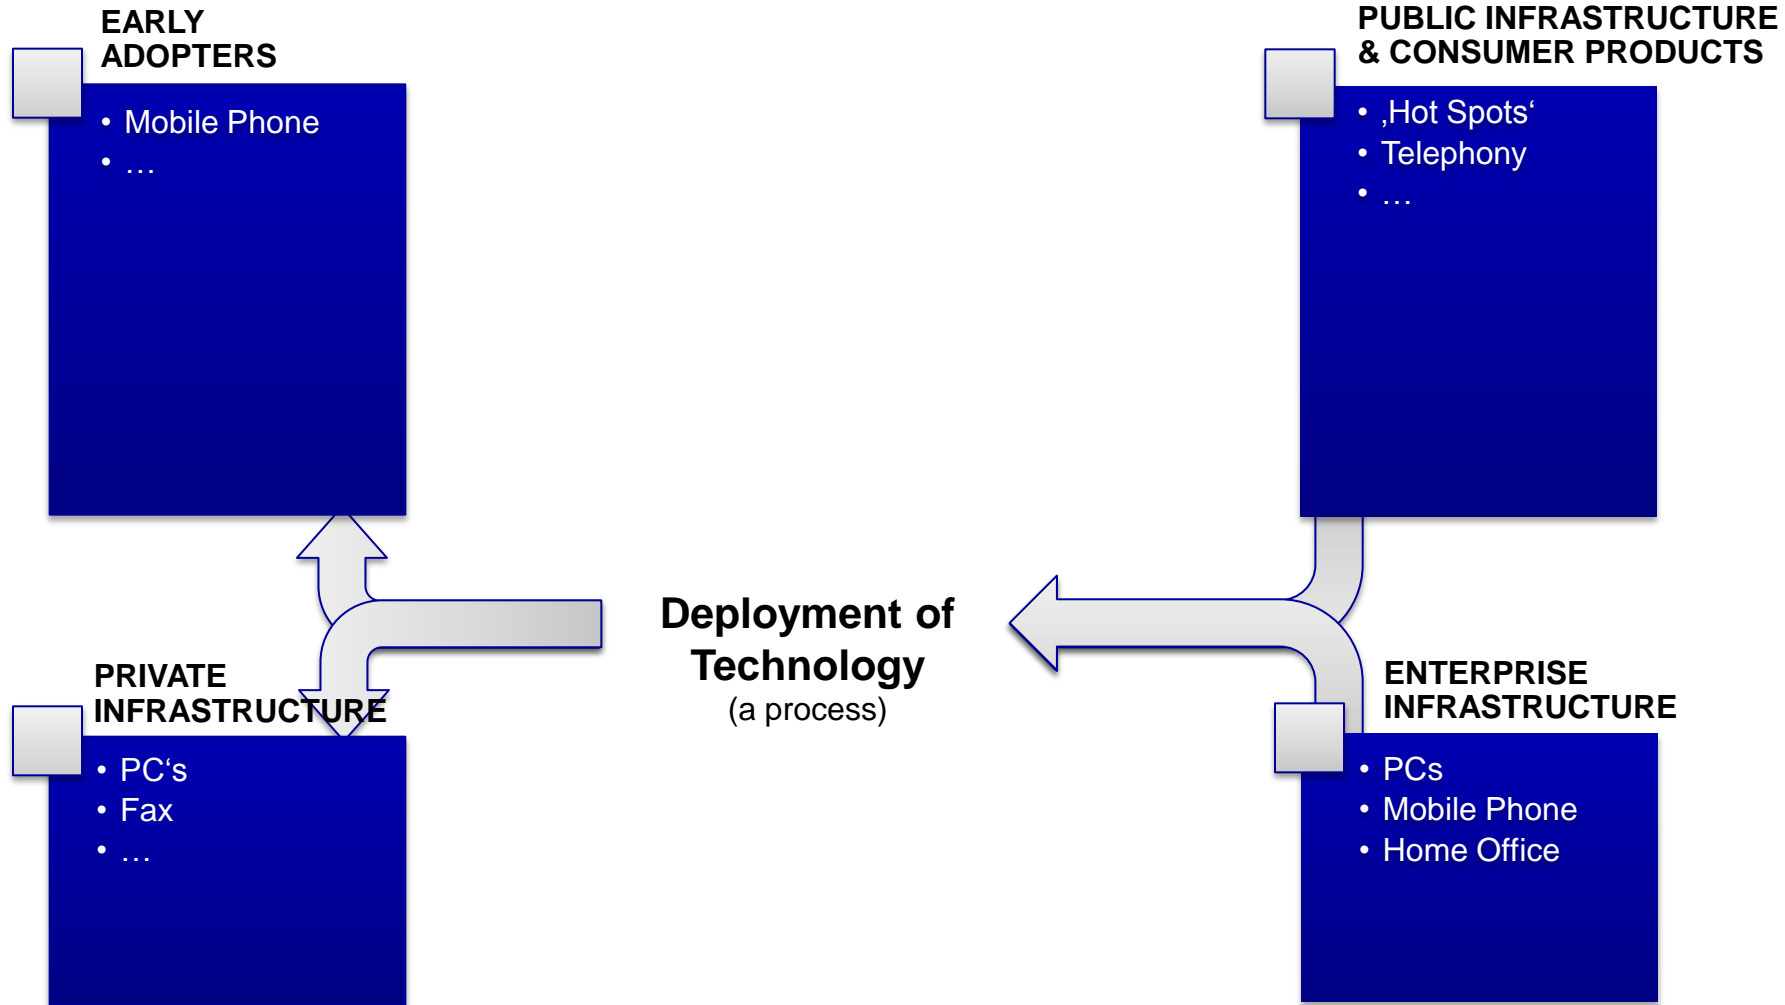 EARLY
ADOPTERS
• Mobile Phone
• …
PUBLIC INFRASTRUCTURE
& CONSUMER PRODUCTS
• ‚Hot Spots‘
• Telephony
• …
Deployment of
Technology
(a process)
PRIVATE
INFRASTRUCTURE
• PC‘s
• Fax
• …
ENTERPRISE
INFRASTRUCTURE
• PCs
• Mobile Phone
• Home Office